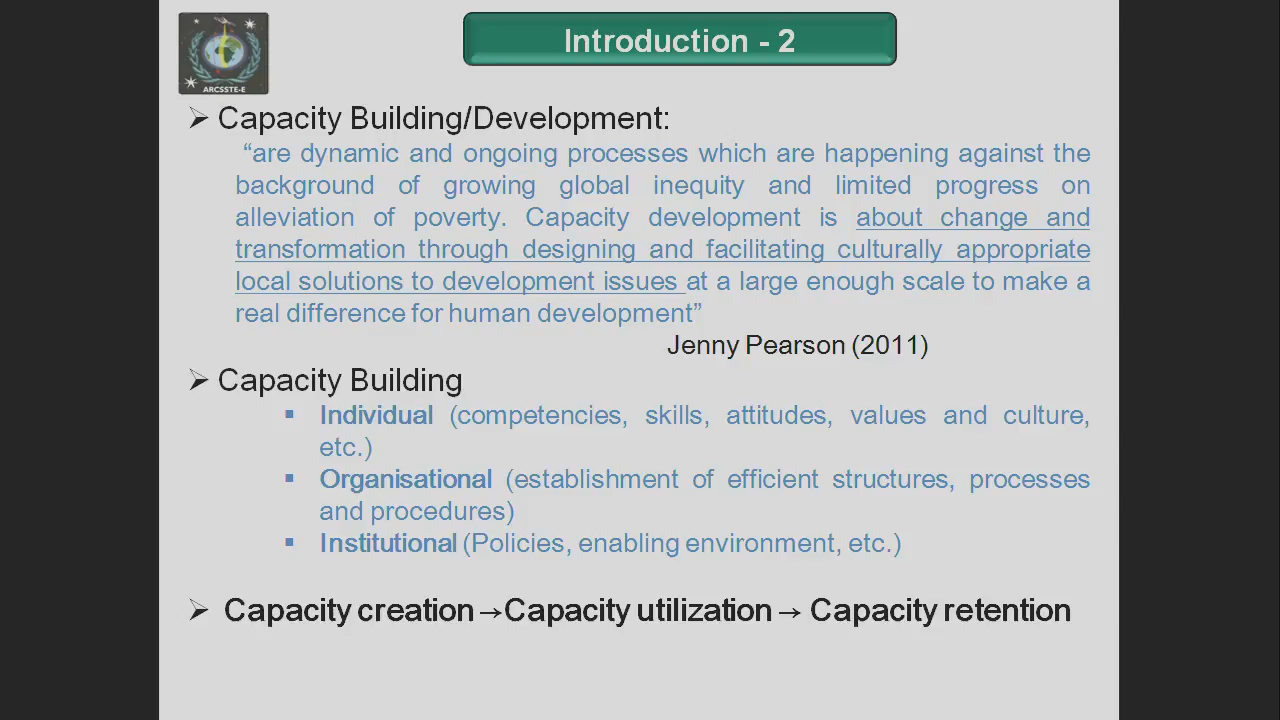 Introduction - 2
ARCSSTE-E
➢ Capacity Building/Development:
“are dynamic and ongoing processes which are happening against the
background of growing global inequity and limited progress on
alleviation of poverty. Capacity development is about change and
transformation through designing and facilitating culturally appropriate
local solutions to development issues at a large enough scale to make a
real difference for human development”
Jenny Pearson (2011)
➢ Capacity Building
▪ Individual (competencies, skills, attitudes, values and culture,
etc.)
▪ Organisational (establishment of efficient structures, processes
and procedures)
▪ Institutional (Policies, enabling environment, etc.)
➢ Capacity creation →Capacity utilization → Capacity retention